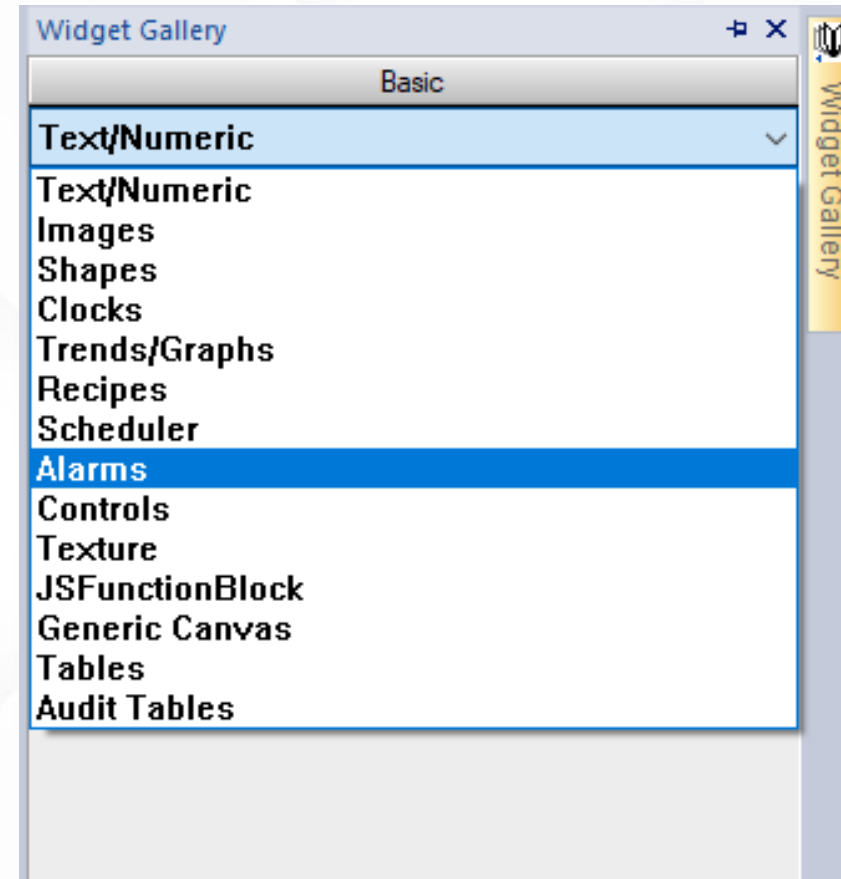 Widget Gallery
Basic
Text/Numeric
Text/Numeric
Images
Shapes
Clocks
Trends/Graphs
Recipes
Scheduler
Alarms
Controls
Texture
JSFunctionBlock
Generic Canvas
Tables
Audit Tables
Widget Gallery